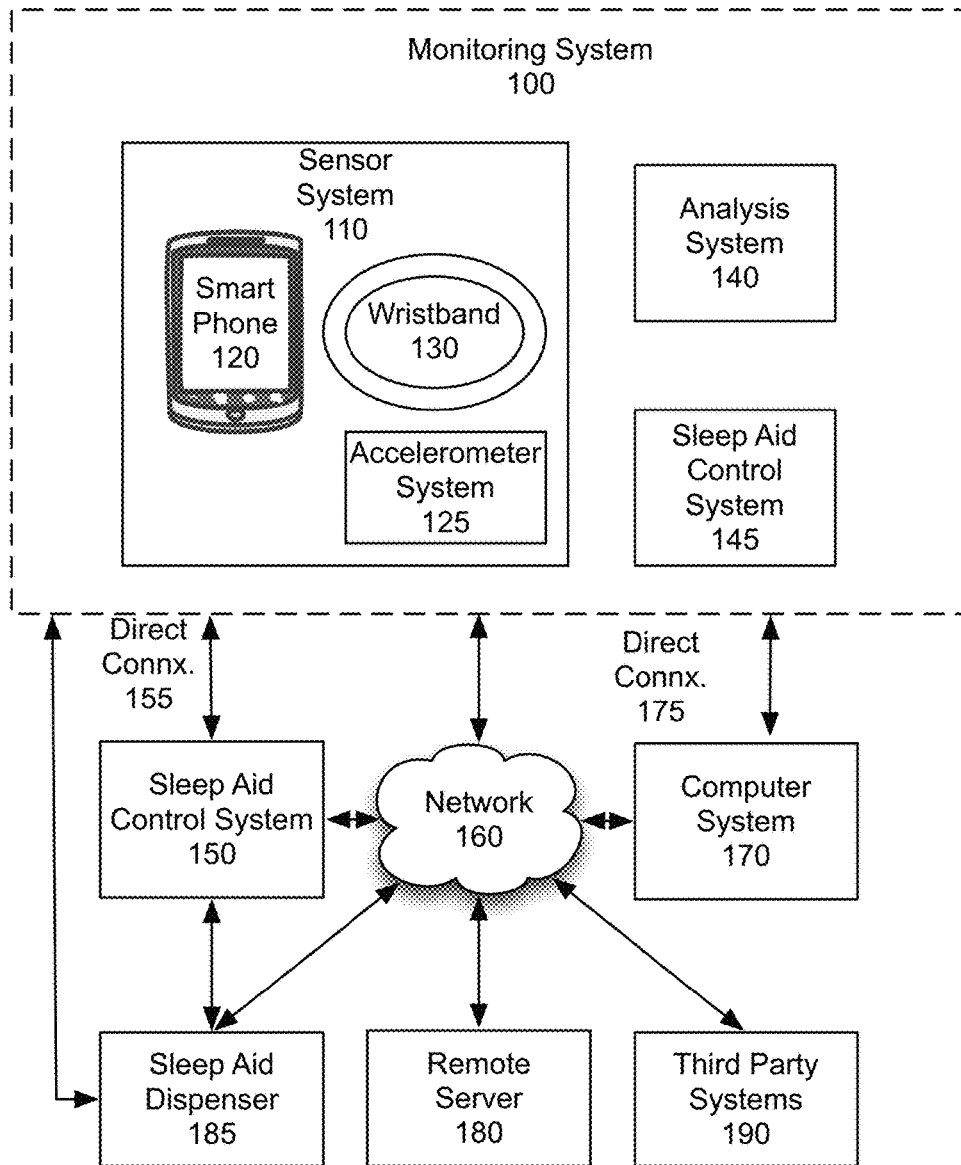 Monitoring System
100
Sensor
System
110
Smart
Phone
120
Wristband
130
Accelerometer
System
125
Analysis
System
140
Sleep Aid
Control
System
145
Direct
Connx.
155
Direct
Connx.
175
Sleep Aid
Control System
150
Network
160
Computer
System
170
Sleep Aid
Dispenser
185
Remote
Server
180
Third Party
Systems
190